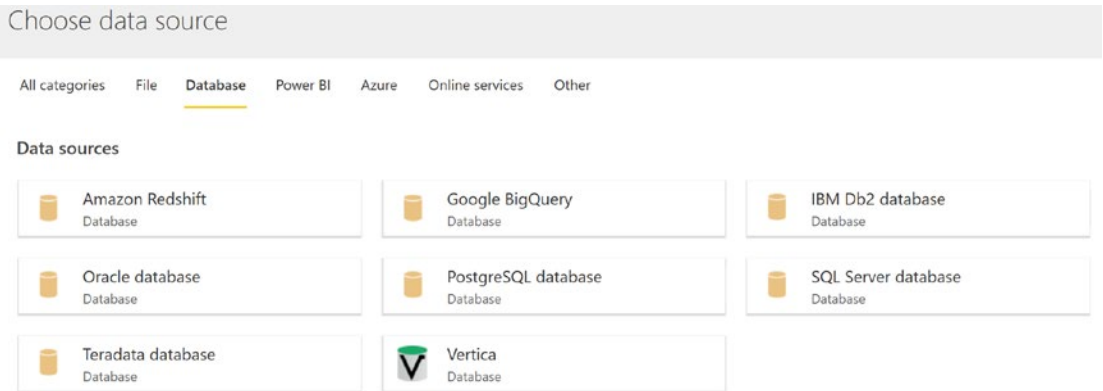 Choose data source
All categories File Database Power BI Azure Online services Other
Data sources
Amazon Redshift
Database
Google BigQuery
Database
IBM Db2 database
Database
Oracle database
Database
PostgreSQL database
Database
SQL Server database
Database
Teradata database
Database
Vertica
Database